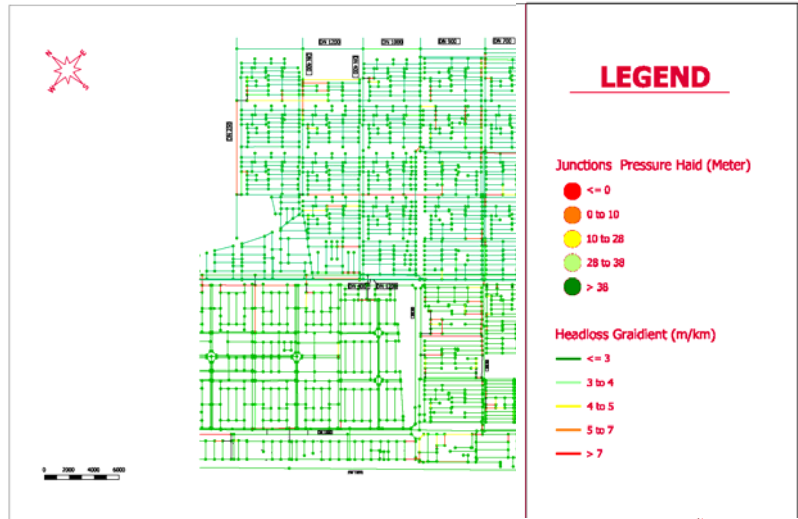 N
E
W
S
DN 1200
DN 1000
DN 500
DN 700
LEGEND
Junctions Pressure Haid (Meter)
<= 0
0 to 10
10 to 28
28 to 38
> 38
Headloss Graidient (m/km)
<= 3
3 to 4
4 to 5
5 to 7
> 7
0 2000 4000 6000